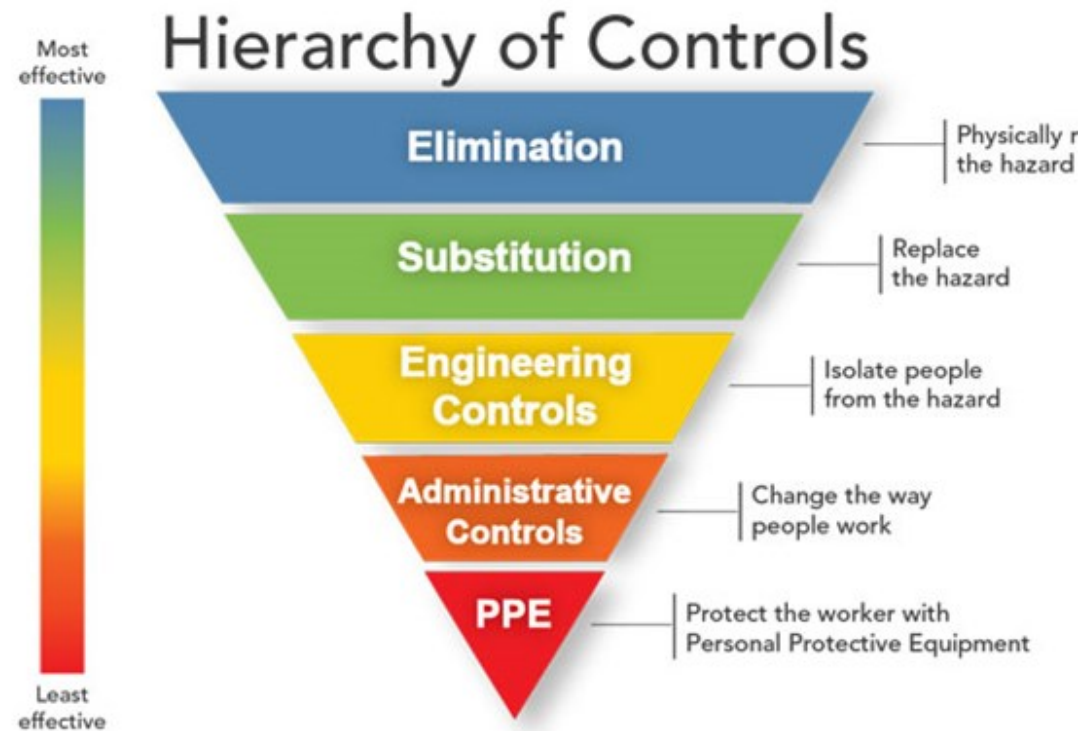 Hierarchy of Controls
Most
effective
Elimination
Physically
the hazard
Substitution
Replace
the hazard
Engineering
Controls
Isolate people
from the hazard
Administrative
Controls
Change the way
people work
PPE
Protect the worker with
Personal Protective Equipment
Least
effective